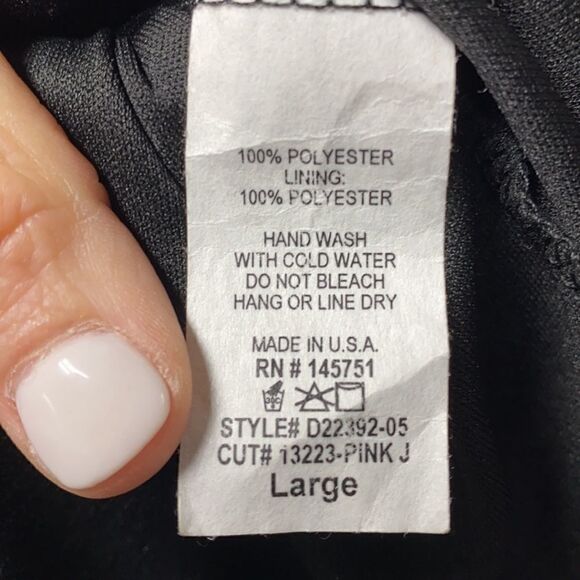 100% POLYESTER
LINING:
100% POLYESTER
HAND WASH
WITH COLD WATER
DO NOT BLEACH
HANG OR LINE DRY
MADE IN U.S.A.
RN # 145751
30C
STYLE# D22392-05
CUT# 13223-PINK J
Large